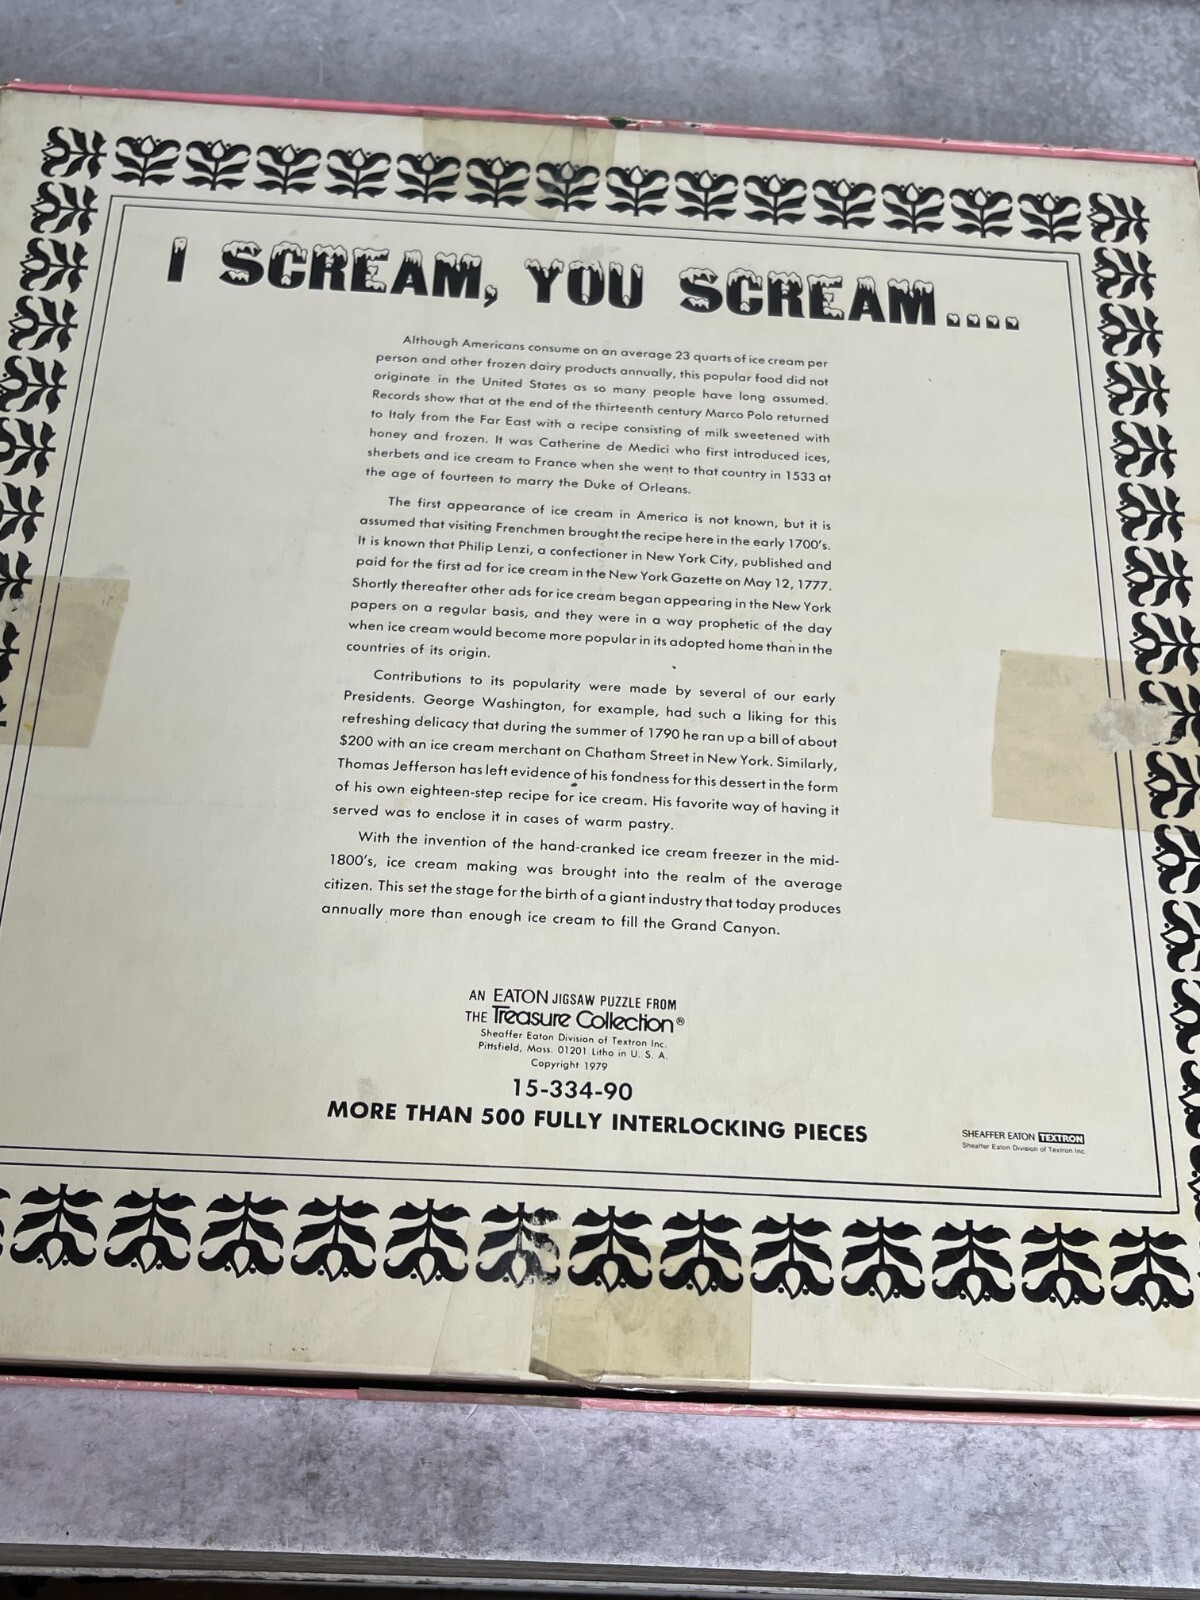 I SCREAM, YOU SCREAM....
Although Americans consume on an average 23 quarts of ice cream per
person and other frozen dairy products annually, this popular food did not
originate in the United States as so many people have long assumed.
Records show that at the end of the thirteenth century Marco Polo returned
to Italy from the Far East with a recipe consisting of milk sweetened with
honey and frozen. It was Catherine de Medici who first introduced ices,
sherbets and ice cream to France when she went to that country in 1533 at
the age of fourteen to marry the Duke of Orleans.
The first appearance of ice cream in America is not known, but it is
assumed that visiting Frenchmen brought the recipe here in the early 1700's.
It is known that Philip Lenzi, a confectioner in New York City, published and
paid for the first ad for ice cream in the New York Gazette on May 12, 1777.
Shortly thereafter other ads for ice cream began appearing in the New York
papers on a regular basis, and they were in a way prophetic of the day
when ice cream would become more popular in its adopted home than in the
countries of its origin.
Contributions to its popularity were made by several of our early
Presidents. George Washington, for example, had such a liking for this
refreshing delicacy that during the summer of 1790 he ran up a bill of about
$200 with an ice cream merchant on Chatham Street in New York. Similarly,
Thomas Jefferson has left evidence of his fondness for this dessert in the form
of his own eighteen-step recipe for ice cream. His favorite way of having it
served was to enclose it in cases of warm pastry.
With the invention of the hand-cranked ice cream freezer in the mid-
1800's, ice cream making was brought into the realm of the average
citizen. This set the stage for the birth of a giant industry that today produces
annually more than enough ice cream to fill the Grand Canyon.
AN EATON JIGSAW PUZZLE FROM
THE Treasure Collection®
Sheaffer Eaton Division of Textron Inc.
Pittsfield, Mass. 01201 Litho in U. S. A.
Copyright 1979
15-334-90
MORE THAN 500 FULLY INTERLOCKING PIECES
SHEAFFER EATON TEXTRON
Sheaffer Eaton Division of Textron Inc.